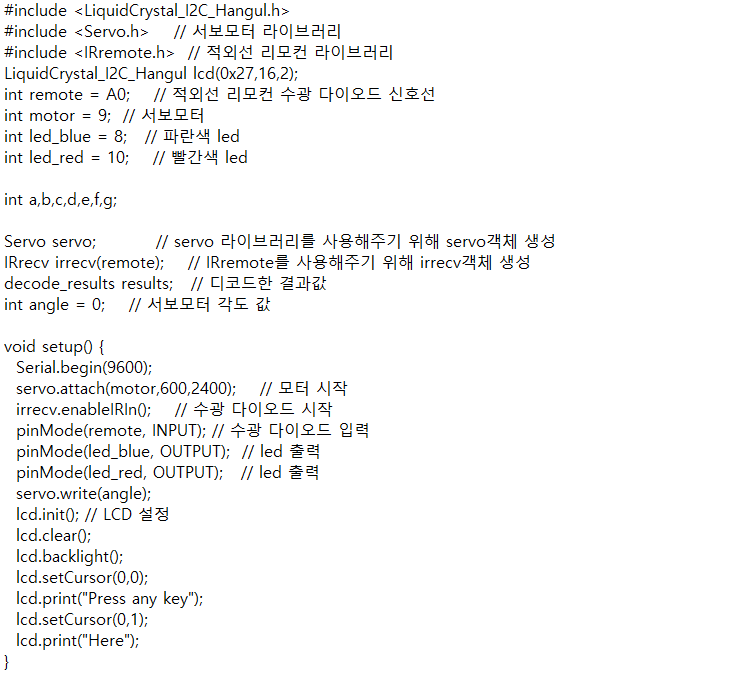 #include <LiquidCrystal_I2C_Hangul.h>
#include <Servo.h>    // 서보모터 라이브러리
#include <IRremote.h>  // 적외선 리모컨 라이브러리
LiquidCrystal_I2C_Hangul lcd(0x27,16,2);
int remote = A0;    // 적외선 리모컨 수광 다이오드 신호선
int motor = 9;  // 서보모터
int led_blue = 8;   // 파란색 led
int led_red = 10;    // 빨간색 led

int a,b,c,d,e,f,g;

Servo servo;          // servo 라이브러리를 사용해주기 위해 servo객체 생성
IRrecv irrecv(remote);    // IRremote를 사용해주기 위해 irrecv객체 생성
decode_results results;   // 디코드한 결과값
int angle = 0;    // 서보모터 각도 값

void setup() {
  Serial.begin(9600);
  servo.attach(motor,600,2400);    // 모터 시작
  irrecv.enableIRIn();    // 수광 다이오드 시작
  pinMode(remote, INPUT); // 수광 다이오드 입력
  pinMode(led_blue, OUTPUT);  // led 출력
  pinMode(led_red, OUTPUT);   // led 출력
  servo.write(angle);
  lcd.init(); // LCD 설정
  lcd.clear();
  lcd.backlight();
  lcd.setCursor(0,0);
  lcd.print("Press any key");
  lcd.setCursor(0,1);
  lcd.print("Here");
}